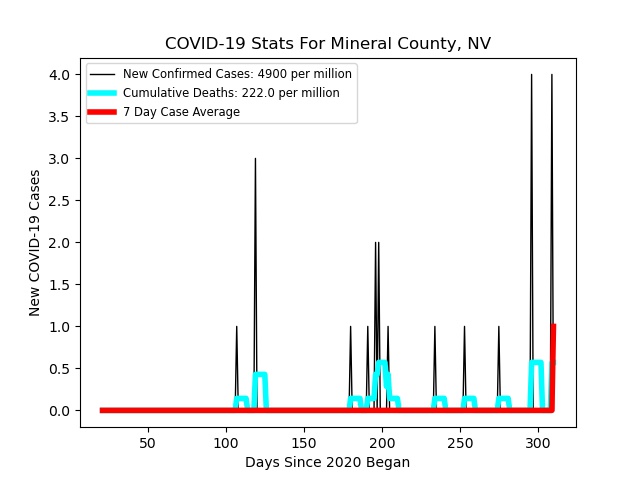 COVID-19 Stats For Mineral County, NV
New Confirmed Cases: 4900 per million
Cumulative Deaths: 222.0 per million
7 Day Case Average
New COVID-19 Cases
4.0
3.5
3.0
2.5
2.0
1.5
1.0
0.5
0.0
50 100 150 200 250 300
Days Since 2020 Began